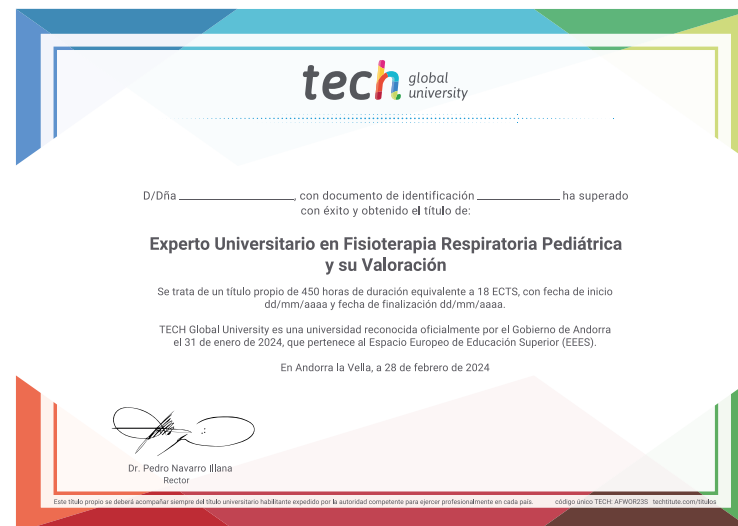 tech global university
D/Dña ______________, con documento de identificación ______________ ha superado
con éxito y obtenido el título de:
Experto Universitario en Fisioterapia Respiratoria Pediátrica
y su Valoración
Se trata de un título propio de 450 horas de duración equivalente a 18 ECTS, con fecha de inicio
dd/mm/aaaa y fecha de finalización dd/mm/aaaa.
TECH Global University es una universidad reconocida oficialmente por el Gobierno de Andorra
el 31 de enero de 2024, que pertenece al Espacio Europeo de Educación Superior (EEES).
En Andorra la Vella, a 28 de febrero de 2024
Dr. Pedro Navarro Illana
Rector
Este título propio se deberá acompañar siempre del título universitario habilitante expedido por la autoridad competente para ejercer profesionalmente en cada país. código único TECH: AFWOR23S techtitute.com/titulos